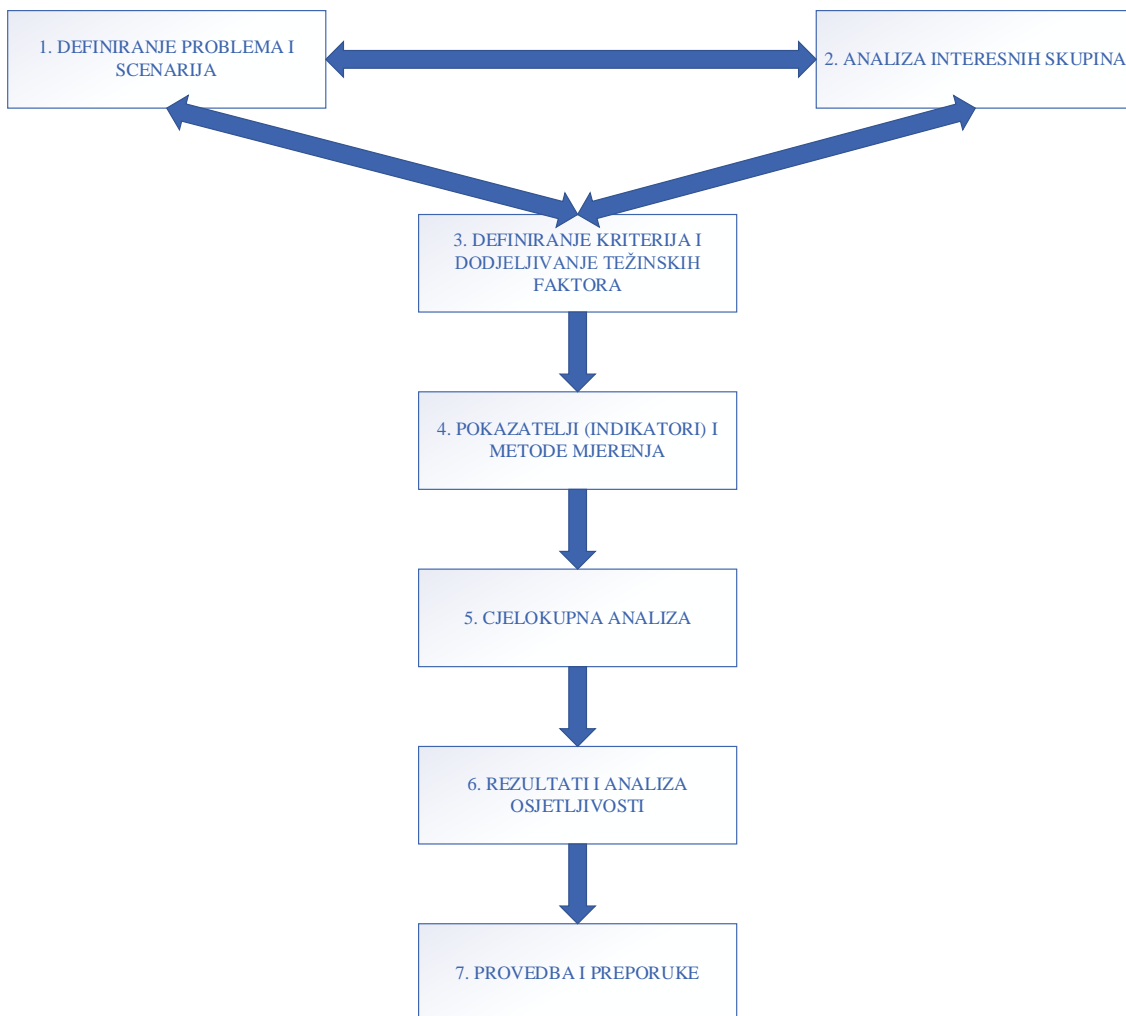 1. DEFINIRANJE PROBLEMA I
SCENARIJA
2. ANALIZA INTERESNIH SKUPINA
3. DEFINIRANJE KRITERIJA I
DODJELJIVANJE TEŽINSKIH
FAKTORA
4. POKAZATELJI (INDIKATORI) I
METODE MJERENJA
5. CJELOKUPNA ANALIZA
6. REZULTATI I ANALIZA
OSJETLJIVOSTI
7. PROVEDBA I PREPORUKE